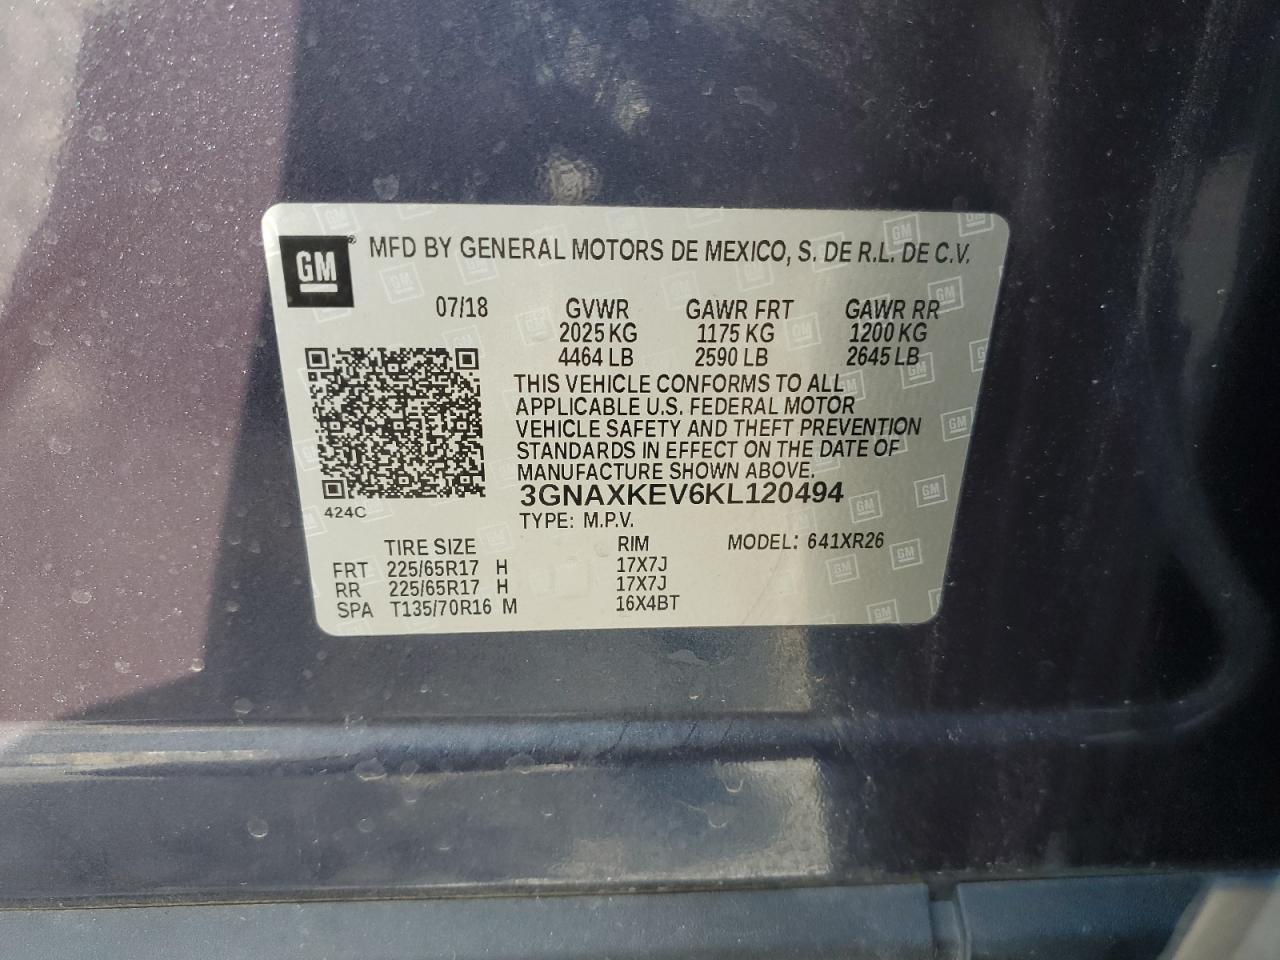 GM® MFD BY GENERAL MOTORS DE MEXICO, S. DE R.L. DE C.V.
07/18 GVWR GAWR FRT GAWR RR
2025 KG 1175 KG 1200 KG
4464 LB 2590 LB 2645 LB
THIS VEHICLE CONFORMS TO ALL
APPLICABLE U.S. FEDERAL MOTOR
VEHICLE SAFETY AND THEFT PREVENTION
STANDARDS IN EFFECT ON THE DATE OF
MANUFACTURE SHOWN ABOVE.
3GNAXKEV6KL120494
424C TYPE: M.P.V.
TIRE SIZE RIM MODEL: 641XR26
FRT 225/65R17 H 17X7J
RR 225/65R17 H 17X7J
SPA T135/70R16 M 16X4BT